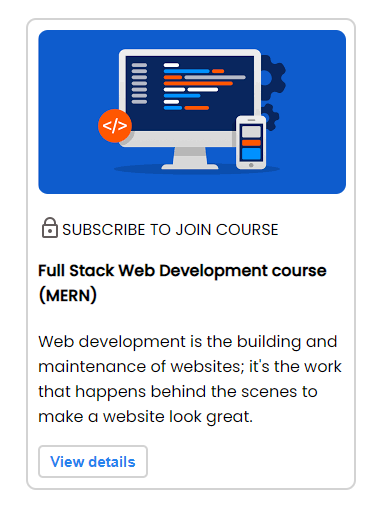 </>
SUBSCRIBE TO JOIN COURSE
Full Stack Web Development course
(MERN)
Web development is the building and
maintenance of websites; it's the work
that happens behind the scenes to
make a website look great.
View details